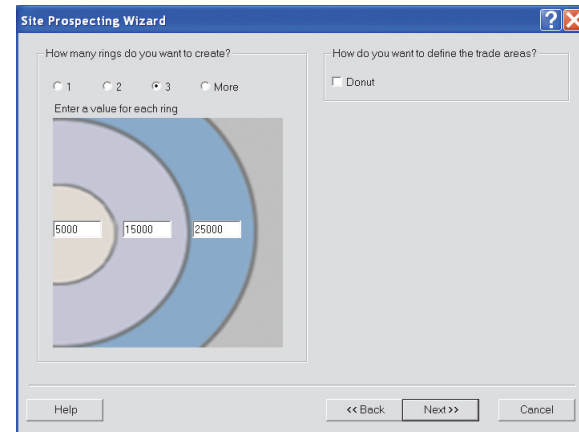 Site Prospecting Wizard
?
How many rings do you want to create?
1 2 3 More
Enter a value for each ring
5000 15000 25000
How do you want to define the trade areas?
Donut
Help << Back Next >> Cancel